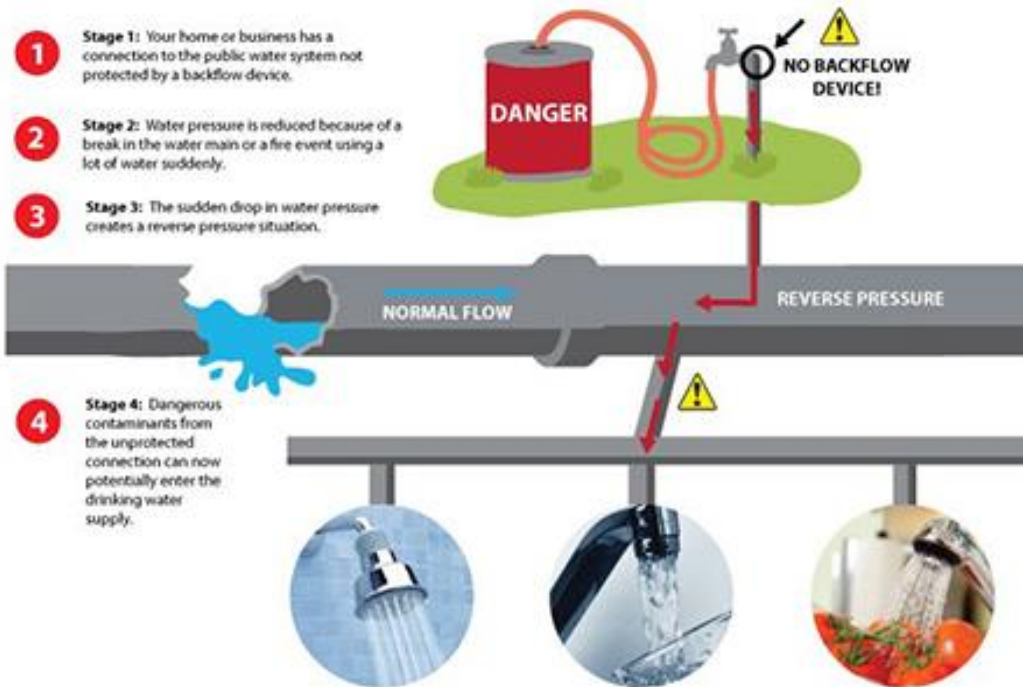 1
Stage 1: Your home or business has a
connection to the public water system not
protected by a backflow device.
2
Stage 2: Water pressure is reduced because of a
break in the water main or a fire event using a
lot of water suddenly.
3
Stage 3: The sudden drop in water pressure
creates a reverse pressure situation.
DANGER
!
NO BACKFLOW
DEVICE!
NORMAL FLOW
REVERSE PRESSURE
!
4
Stage 4: Dangerous
contaminants from
the unprotected
connection can now
potentially enter the
drinking water
supply.